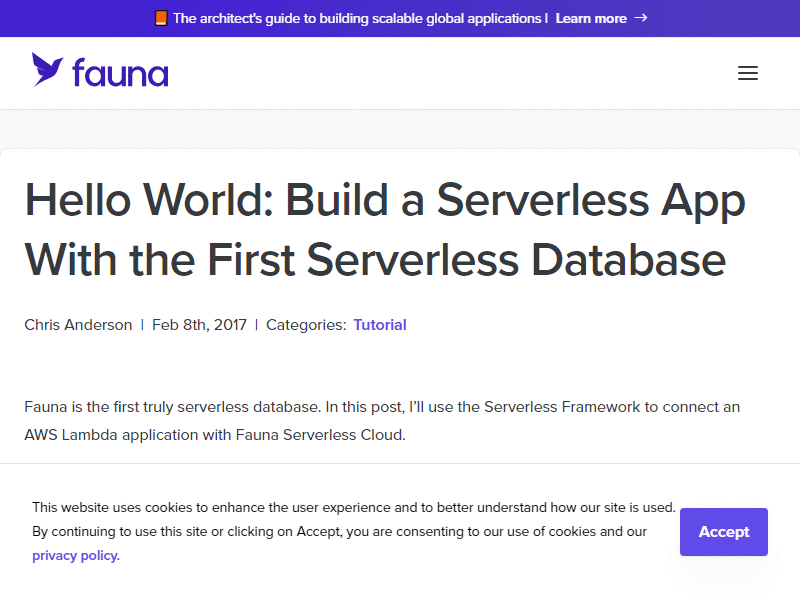 The architect's guide to building scalable global applications | Learn more →
fauna
Hello World: Build a Serverless App
With the First Serverless Database
Chris Anderson | Feb 8th, 2017 | Categories: Tutorial
Fauna is the first truly serverless database. In this post, I’ll use the Serverless Framework to connect an
AWS Lambda application with Fauna Serverless Cloud.
This website uses cookies to enhance the user experience and to better understand how our site is used.
By continuing to use this site or clicking on Accept, you are consenting to our use of cookies and our
privacy policy.
Accept